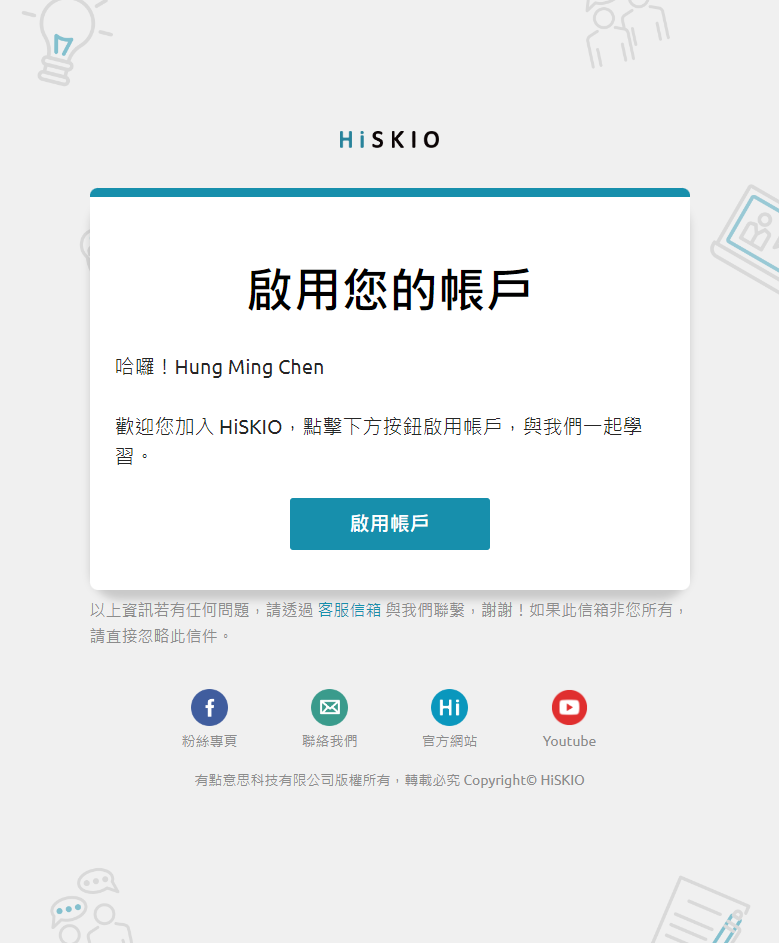 HiSKIO
啟用您的帳戶
哈囉！Hung Ming Chen
歡迎您加入 HiSKIO，點擊下方按鈕啟用帳戶，與我們一起學
習。
啟用帳戶
以上資訊若有任何問題，請透過 客服信箱 與我們聯繫，謝謝！如果此信箱非您所有，
請直接忽略此信件。
Hi
粉絲專頁 聯絡我們 官方網站 Youtube
有點意思科技有限公司版權所有，轉載必究 Copyright© HiSKIO